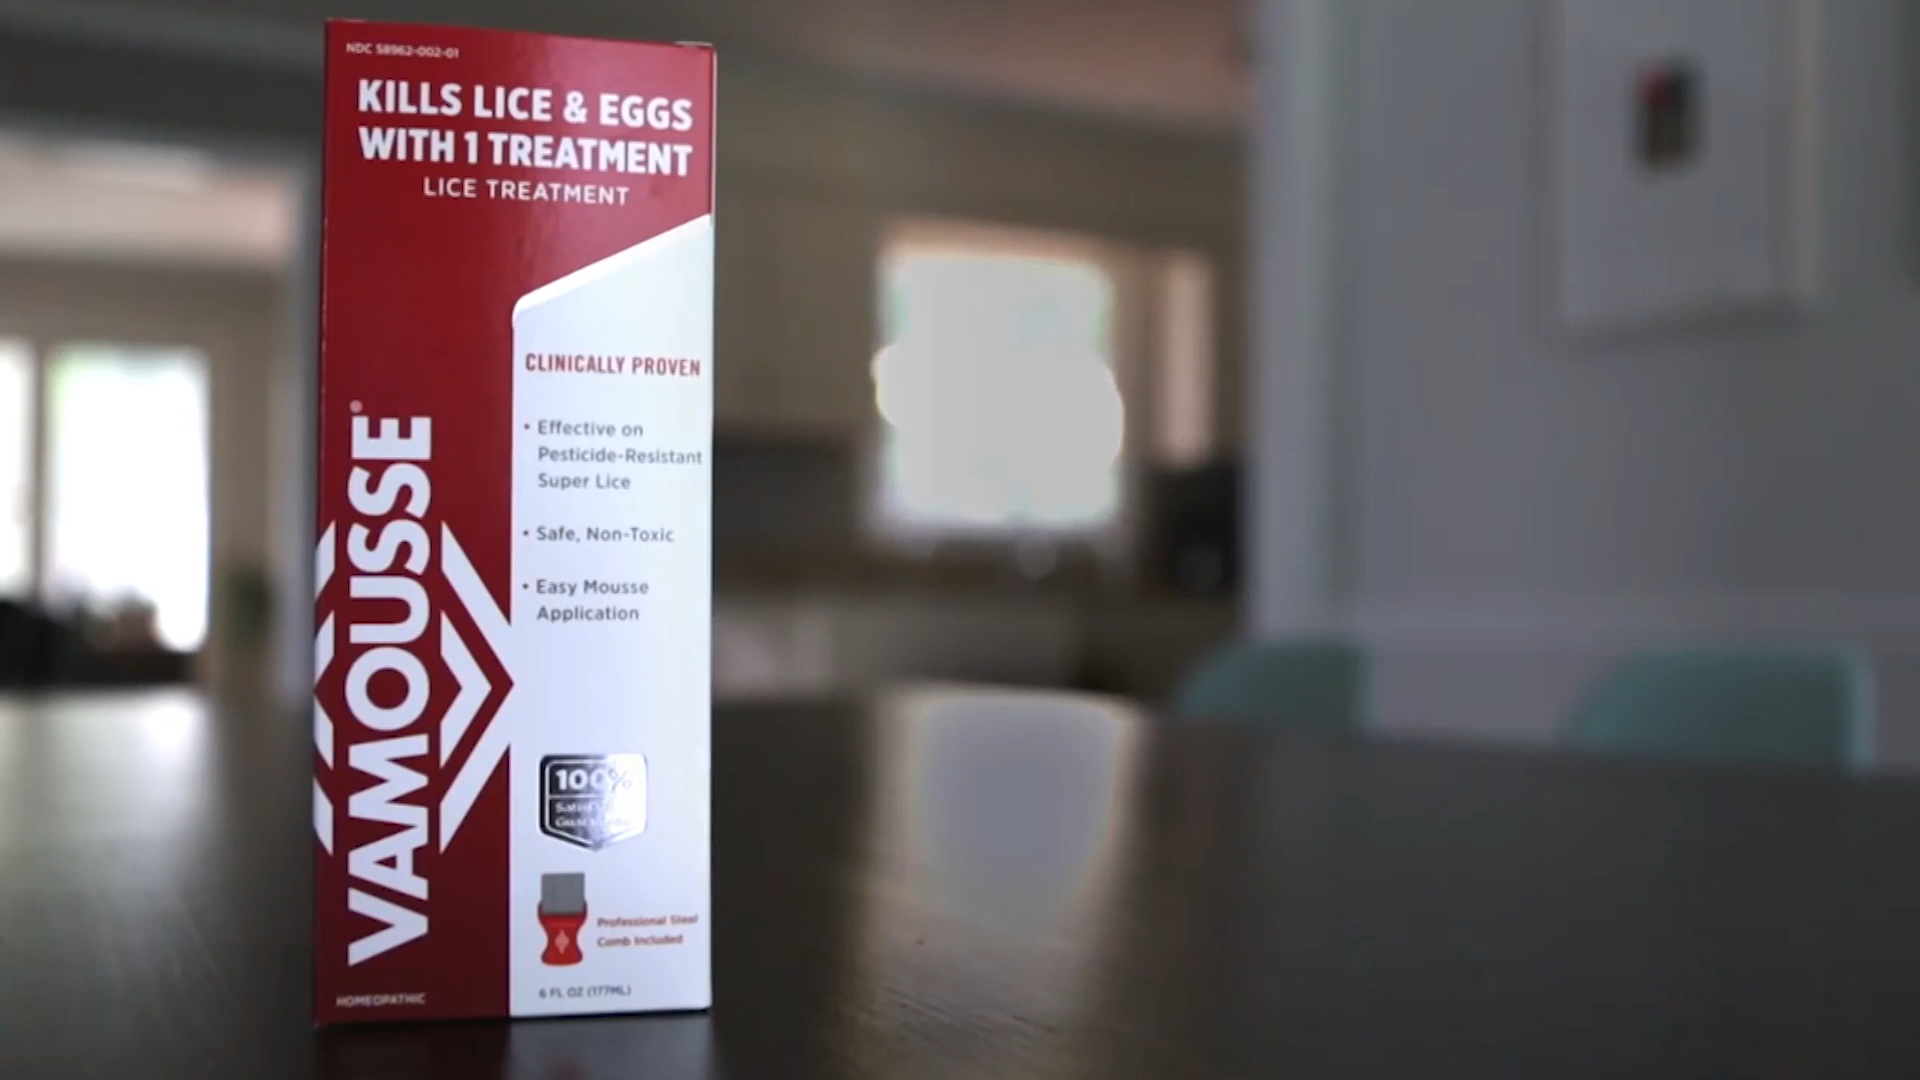 NDC 58962-002-01
KILLS LICE & EGGS
WITH 1 TREATMENT
LICE TREATMENT
VAMOUSSE®
CLINICALLY PROVEN
• Effective on
Pesticide-Resistant
Super Lice
• Safe, Non-Toxic
• Easy Mousse
Application
100%
Professional Steel
Comb Included
HOMEOPATHIC
6 FL OZ (177ML)